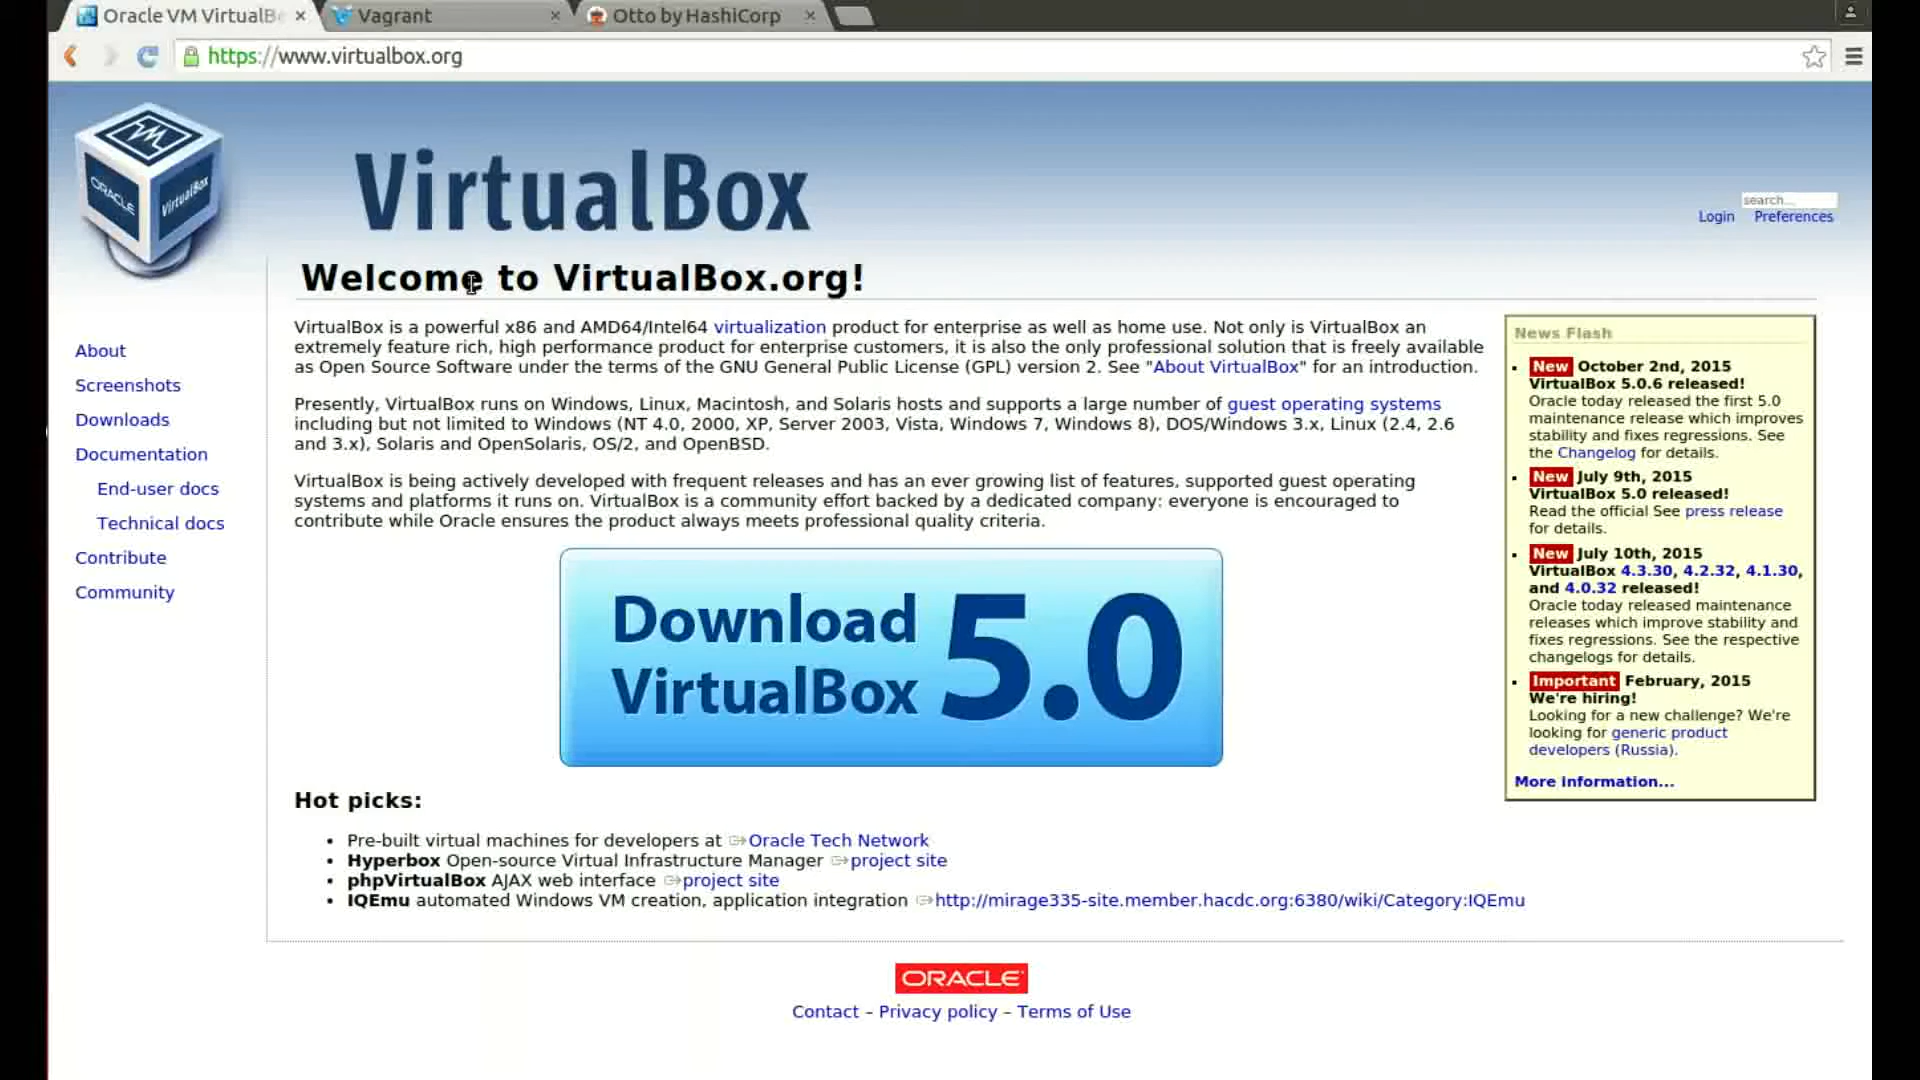 Oracle VM VirtualBo
Vagrant
Otto by HashiCorp
https://www.virtualbox.org
ORACLE
VirtualBox
VirtualBox
search...
Login Preferences
Welcome to VirtualBox.org!
About
Screenshots
Downloads
Documentation
End-user docs
Technical docs
Contribute
Community
VirtualBox is a powerful x86 and AMD64/Intel64 virtualization product for enterprise as well as home use. Not only is VirtualBox an
extremely feature rich, high performance product for enterprise customers, it is also the only professional solution that is freely available
as Open Source Software under the terms of the GNU General Public License (GPL) version 2. See "About VirtualBox" for an introduction.
Presently, VirtualBox runs on Windows, Linux, Macintosh, and Solaris hosts and supports a large number of guest operating systems
including but not limited to Windows (NT 4.0, 2000, XP, Server 2003, Vista, Windows 7, Windows 8), DOS/Windows 3.x, Linux (2.4, 2.6
and 3.x), Solaris and OpenSolaris, OS/2, and OpenBSD.
VirtualBox is being actively developed with frequent releases and has an ever growing list of features, supported guest operating
systems and platforms it runs on. VirtualBox is a community effort backed by a dedicated company: everyone is encouraged to
contribute while Oracle ensures the product always meets professional quality criteria.
Download
VirtualBox
5.0
Hot picks:
• Pre-built virtual machines for developers at Oracle Tech Network
• Hyperbox Open-source Virtual Infrastructure Manager project site
• phpVirtualBox AJAX web interface project site
• IQEmu automated Windows VM creation, application integration http://mirage335-site.member.hacdc.org:6380/wiki/Category:IQEmu
News Flash
• New October 2nd, 2015
VirtualBox 5.0.6 released!
Oracle today released the first 5.0
maintenance release which improves
stability and fixes regressions. See
the Changelog for details.
• New July 9th, 2015
VirtualBox 5.0 released!
Read the official See press release
for details.
• New July 10th, 2015
VirtualBox 4.3.30, 4.2.32, 4.1.30,
and 4.0.32 released!
Oracle today released maintenance
releases which improve stability and
fixes regressions. See the respective
changelogs for details.
• Important February, 2015
We're hiring!
Looking for a new challenge? We're
looking for generic product
developers (Russia).
More information...
ORACLE
Contact – Privacy policy – Terms of Use